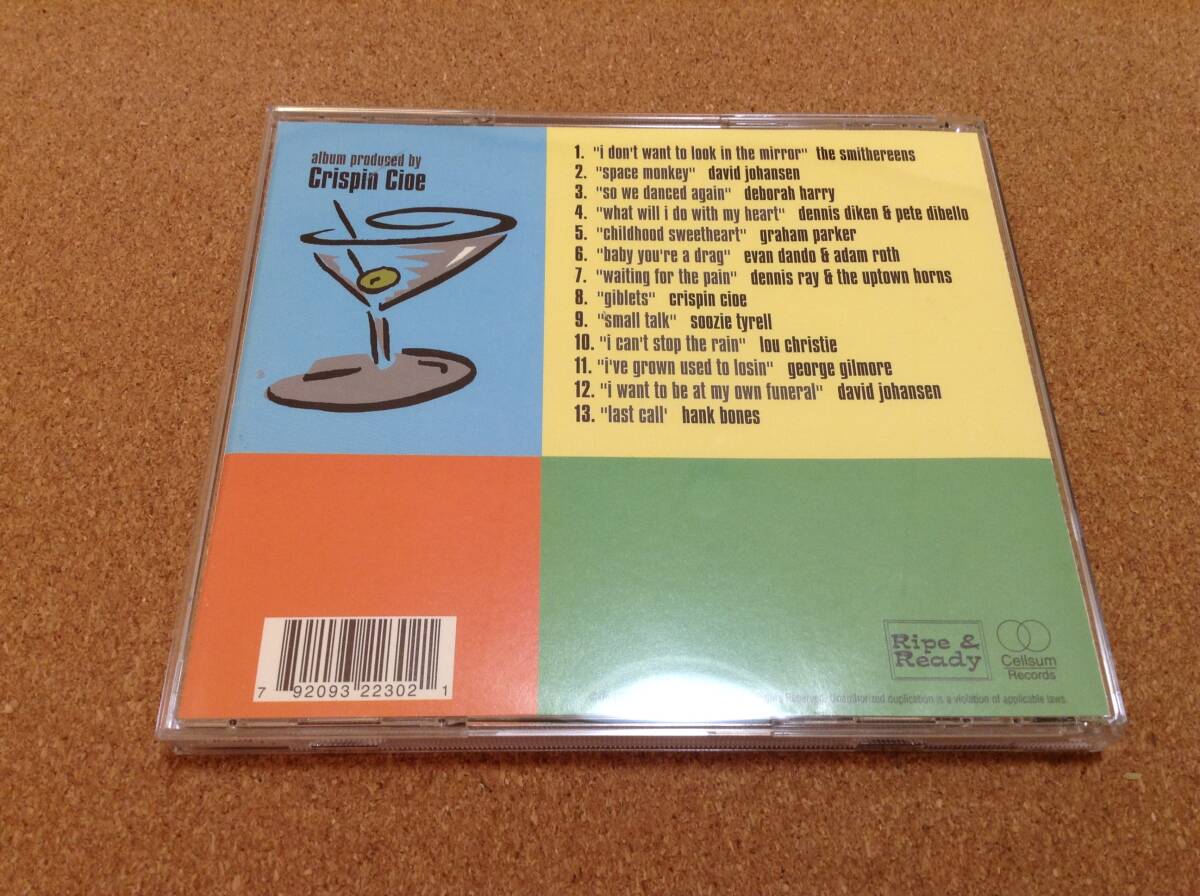 album produced by
Crispin Cioe
1. "i don't want to look in the mirror" the smithereens
2. "space monkey" david johansen
3. "so we danced again" deborah harry
4. "what will i do with my heart" dennis diken & pete dibello
5. "childhood sweetheart" graham parker
6. "baby you're a drag" evan dando & adam roth
7. "waiting for the pain" dennis ray & the uptown horns
8. "giblets" crispin cioe
9. "small talk" soozie tyrell
10. "i can't stop the rain" lou christie
11. "i've grown used to losin" george gilmore
12. "i want to be at my own funeral" david johansen
13. "last call' hank bones
Ripe &
Ready
Cellsum
Records
Reserved. Unauthorized duplication is a violation of applicable laws.
7 92093 22302 1